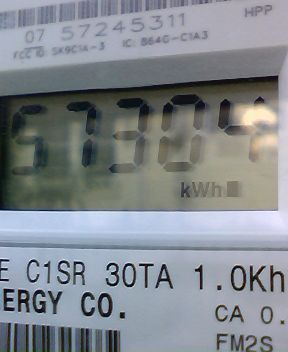 HPP
07 57245311
FCC ID SK9C1A-3 IC: 864G-C1A3
57304
kWh
E C1SR 30TA 1.0Kh
ERGY CO.
CA 0.
FM2S